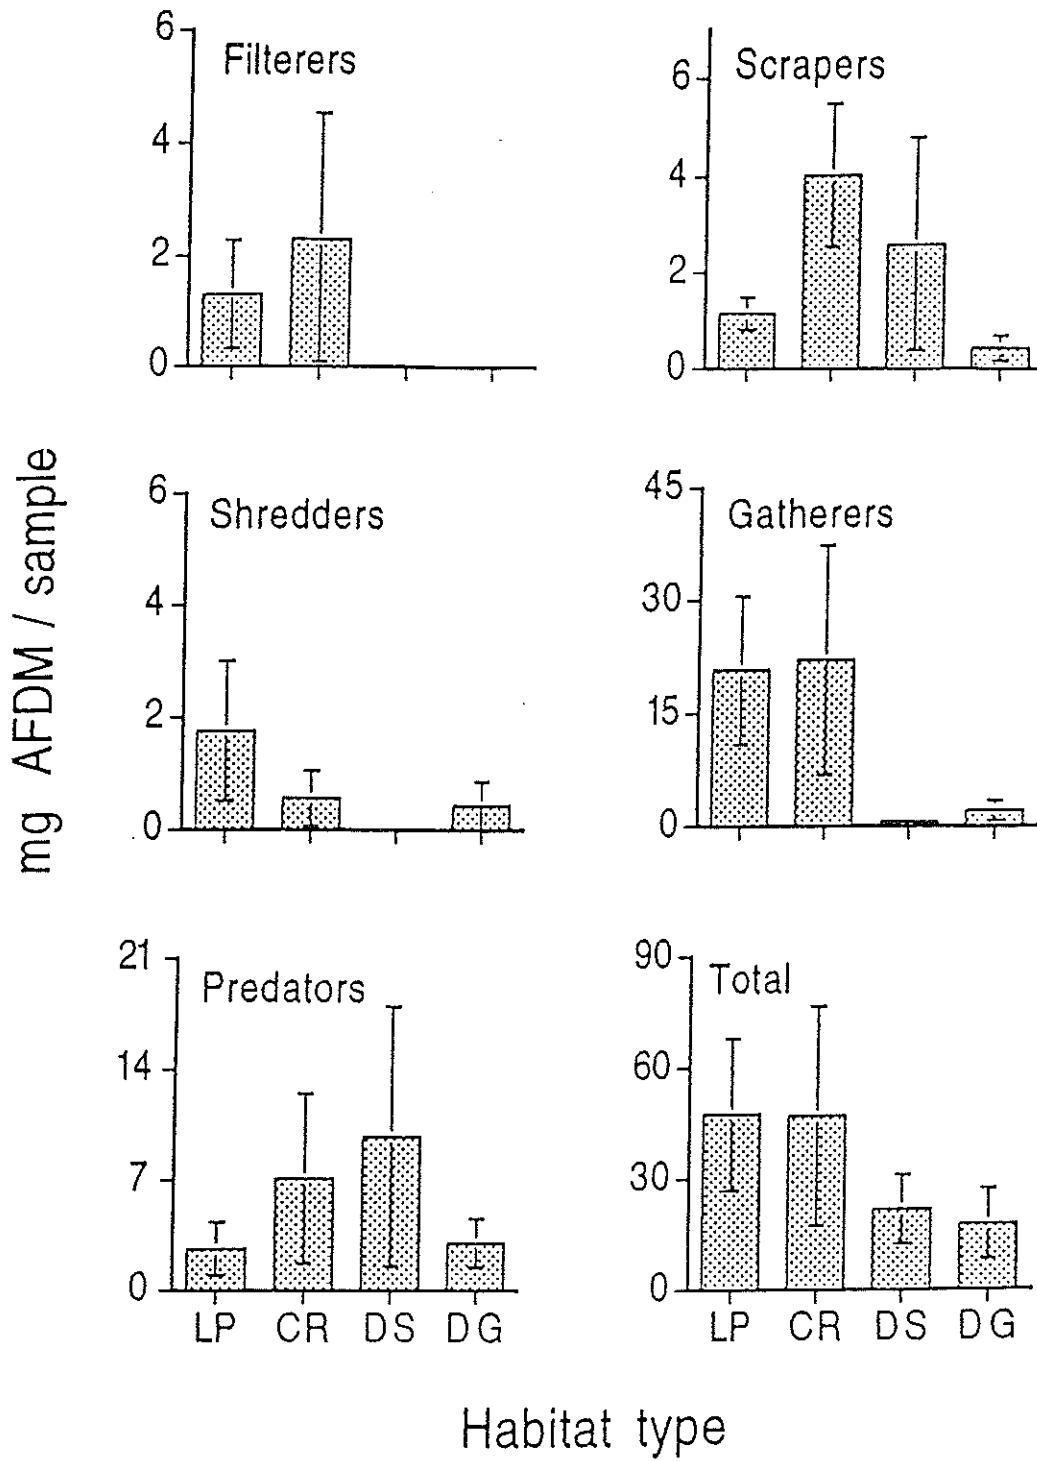 Filterers
6
4
2
0
Scrapers
6
4
2
0
Shredders
6
4
2
0
Gatherers
45
30
15
0
Predators
21
14
7
0
LP CR DS DG
Total
90
60
30
0
LP CR DS DG
mg AFDM / sample
Habitat type